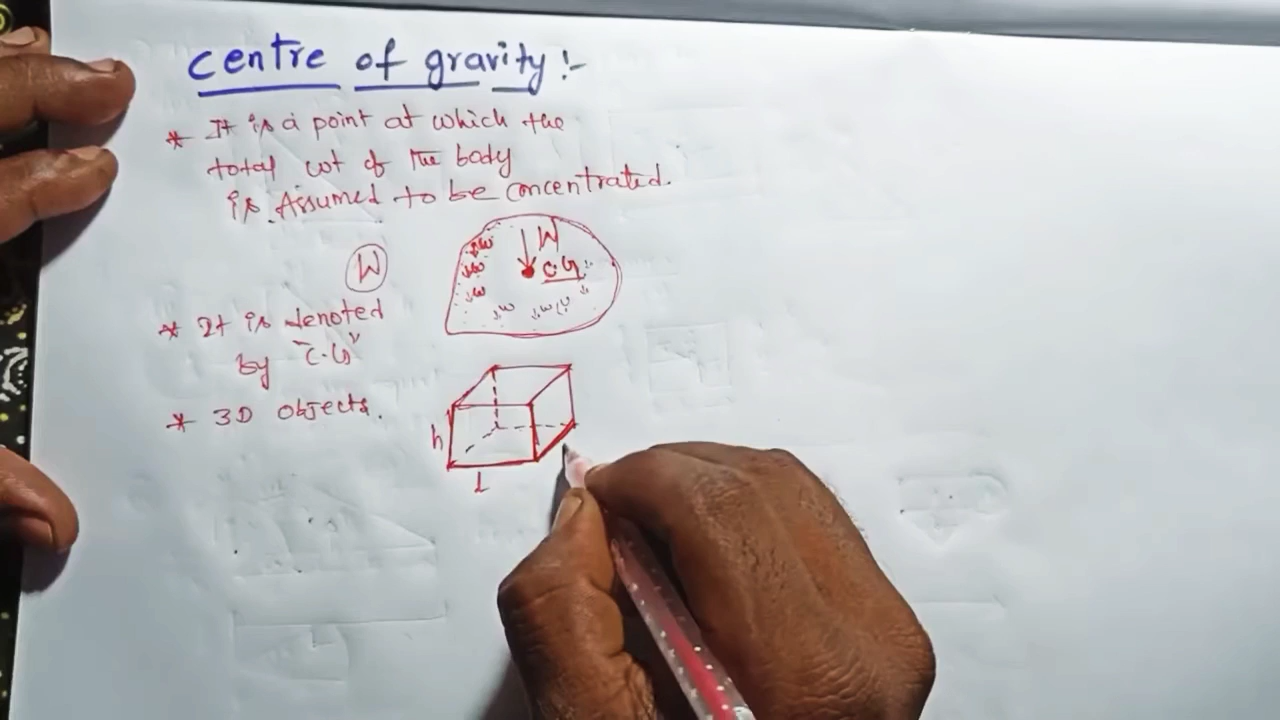 centre of gravity :-
* It is a point at which the
total wt of the body
is Assumed to be concentrated.
W
W
C.G
w
w
w
w
w
w
* It is denoted
by "C.G"
* 3D objects.
h
L